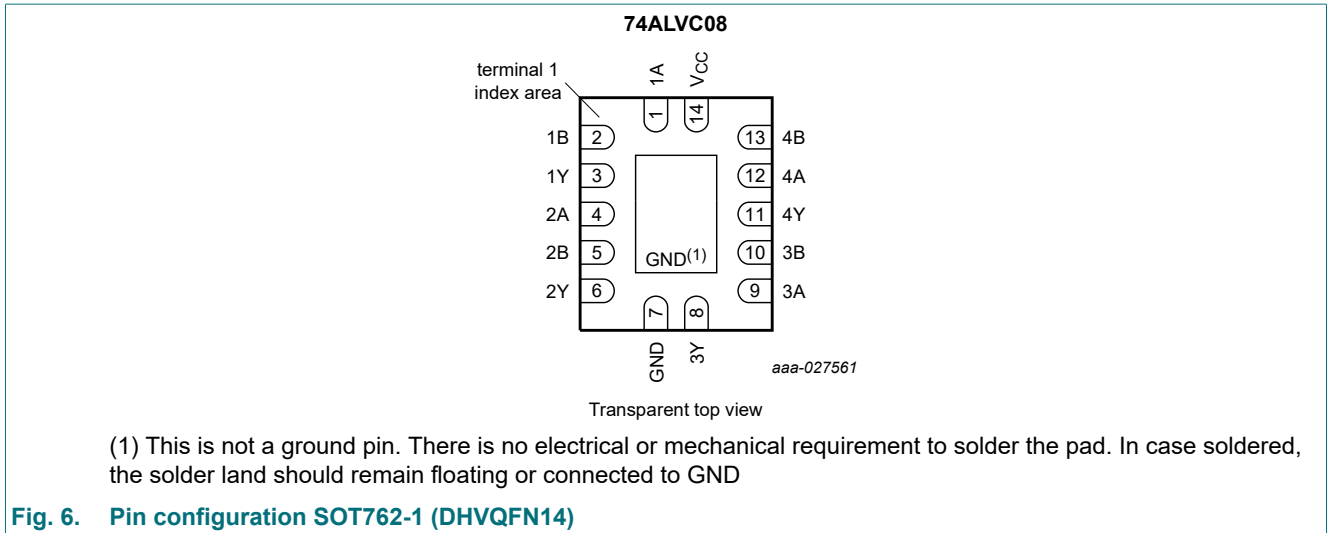 74ALVC08
terminal 1
index area
1A
VCC
1
14
1B 2
13 4B
1Y 3
12 4A
2A 4
11 4Y
2B 5
GND(1)
10 3B
2Y 6
9 3A
7
8
GND
3Y
aaa-027561
Transparent top view
(1) This is not a ground pin. There is no electrical or mechanical requirement to solder the pad. In case soldered,
the solder land should remain floating or connected to GND
Fig. 6. Pin configuration SOT762-1 (DHVQFN14)